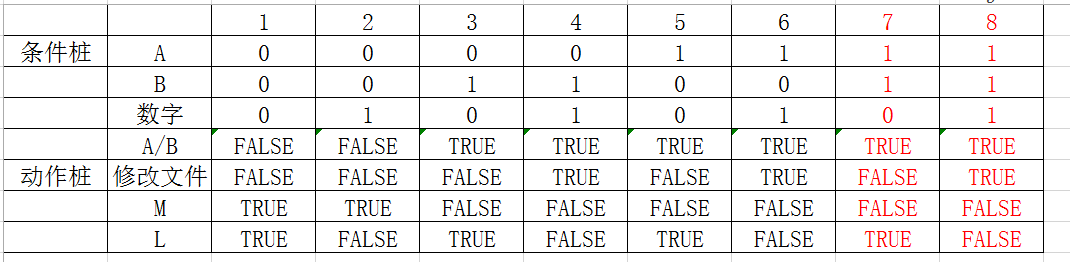 1 2 3 4 5 6 7 8
条件桩 A 0 0 0 0 1 1 1 1
B 0 0 1 1 0 0 1 1
数字 0 1 0 1 0 1 0 1
A/B FALSE FALSE TRUE TRUE TRUE TRUE TRUE TRUE
动作桩 修改文件 FALSE FALSE FALSE TRUE FALSE TRUE FALSE TRUE
M TRUE TRUE FALSE FALSE FALSE FALSE FALSE FALSE
L TRUE FALSE TRUE FALSE TRUE FALSE TRUE FALSE